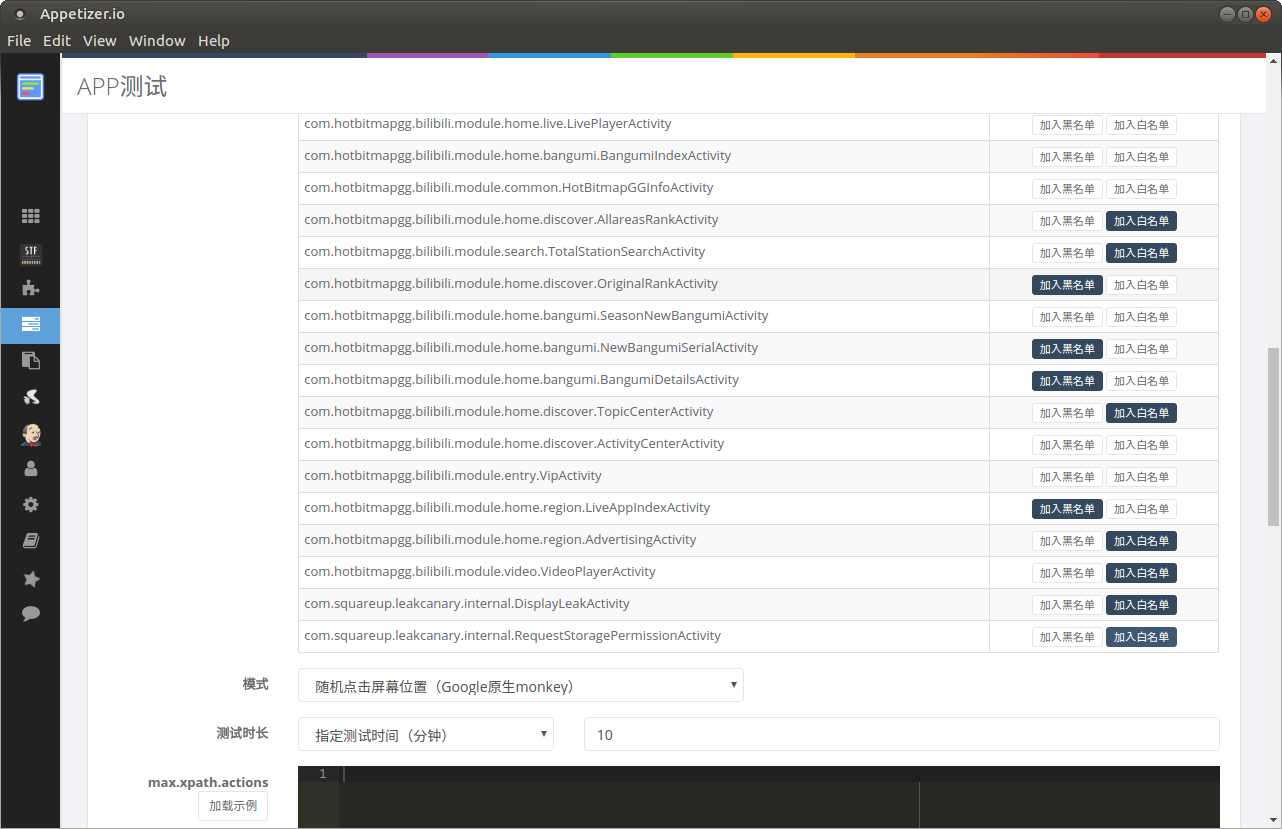 Appetizer.io
File Edit View Window Help
APP测试
STF
com.hotbitmapgg.bilibili.module.home.live.LivePlayerActivity 加入黑名单 加入白名单
com.hotbitmapgg.bilibili.module.home.bangumi.BangumiIndexActivity 加入黑名单 加入白名单
com.hotbitmapgg.bilibili.module.common.HotBitmapGGInfoActivity 加入黑名单 加入白名单
com.hotbitmapgg.bilibili.module.home.discover.AllareasRankActivity 加入黑名单 加入白名单
com.hotbitmapgg.bilibili.module.search.TotalStationSearchActivity 加入黑名单 加入白名单
com.hotbitmapgg.bilibili.module.home.discover.OriginalRankActivity 加入黑名单 加入白名单
com.hotbitmapgg.bilibili.module.home.bangumi.SeasonNewBangumiActivity 加入黑名单 加入白名单
com.hotbitmapgg.bilibili.module.home.bangumi.NewBangumiSerialActivity 加入黑名单 加入白名单
com.hotbitmapgg.bilibili.module.home.bangumi.BangumiDetailsActivity 加入黑名单 加入白名单
com.hotbitmapgg.bilibili.module.home.discover.TopicCenterActivity 加入黑名单 加入白名单
com.hotbitmapgg.bilibili.module.home.discover.ActivityCenterActivity 加入黑名单 加入白名单
com.hotbitmapgg.bilibili.module.entry.VipActivity 加入黑名单 加入白名单
com.hotbitmapgg.bilibili.module.home.region.LiveAppIndexActivity 加入黑名单 加入白名单
com.hotbitmapgg.bilibili.module.home.region.AdvertisingActivity 加入黑名单 加入白名单
com.hotbitmapgg.bilibili.module.video.VideoPlayerActivity 加入黑名单 加入白名单
com.squareup.leakcanary.internal.DisplayLeakActivity 加入黑名单 加入白名单
com.squareup.leakcanary.internal.RequestStoragePermissionActivity 加入黑名单 加入白名单
模式 随机点击屏幕位置（Google原生monkey）
测试时长 指定测试时间（分钟） 10
max.xpath.actions 1
加载示例